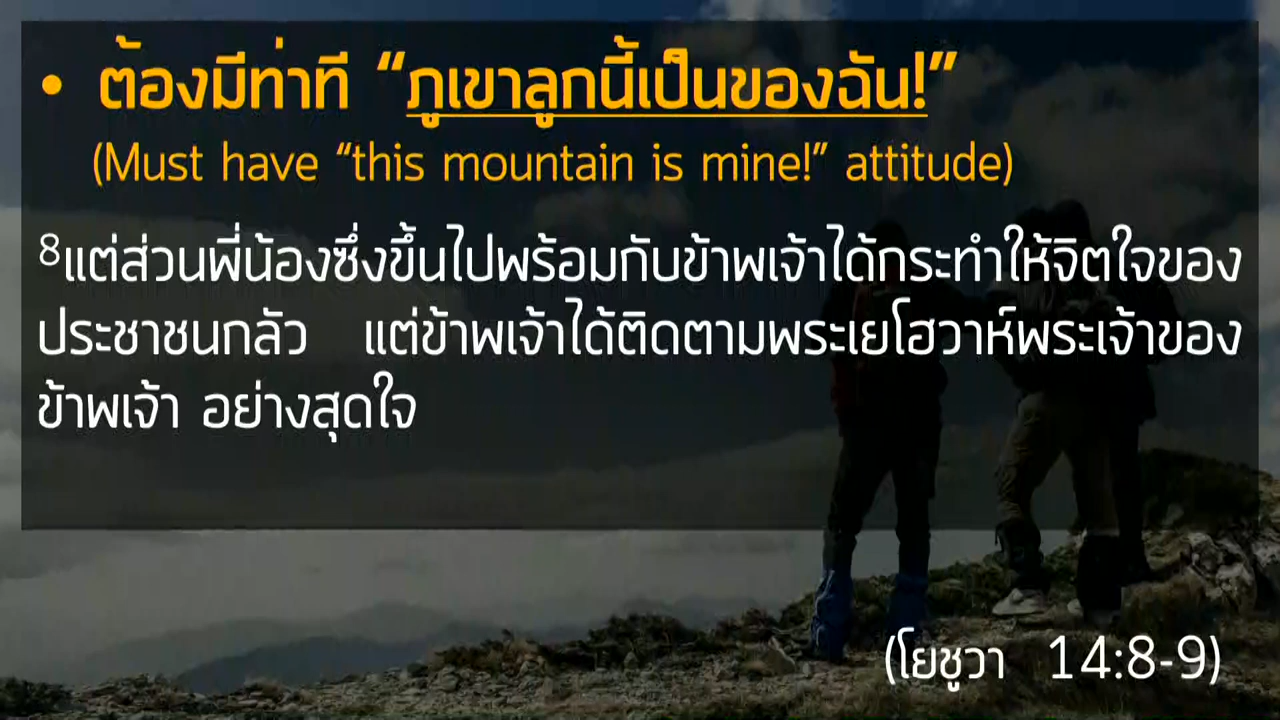 • ต้องมีท่าที “ภูเขาลูกนี้เป็นของฉัน!”
(Must have “this mountain is mine!” attitude)
⁸แต่ส่วนพี่น้องซึ่งขึ้นไปพร้อมกับข้าพเจ้าได้กระทำให้จิตใจของ
ประชาชนกลัว แต่ข้าพเจ้าได้ติดตามพระเยโฮวาห์พระเจ้าของ
ข้าพเจ้า อย่างสุดใจ
(โยชูวา 14:8-9)